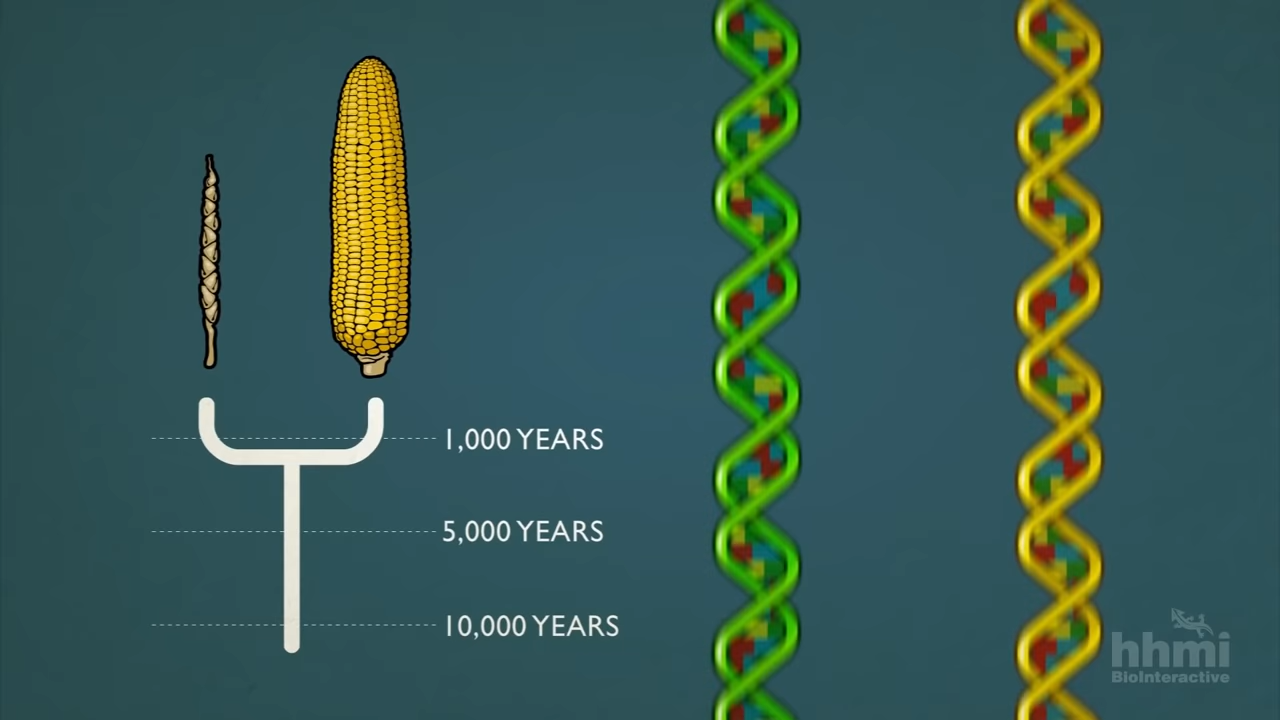 1,000 YEARS
5,000 YEARS
10,000 YEARS
hhmi
BioInteractive